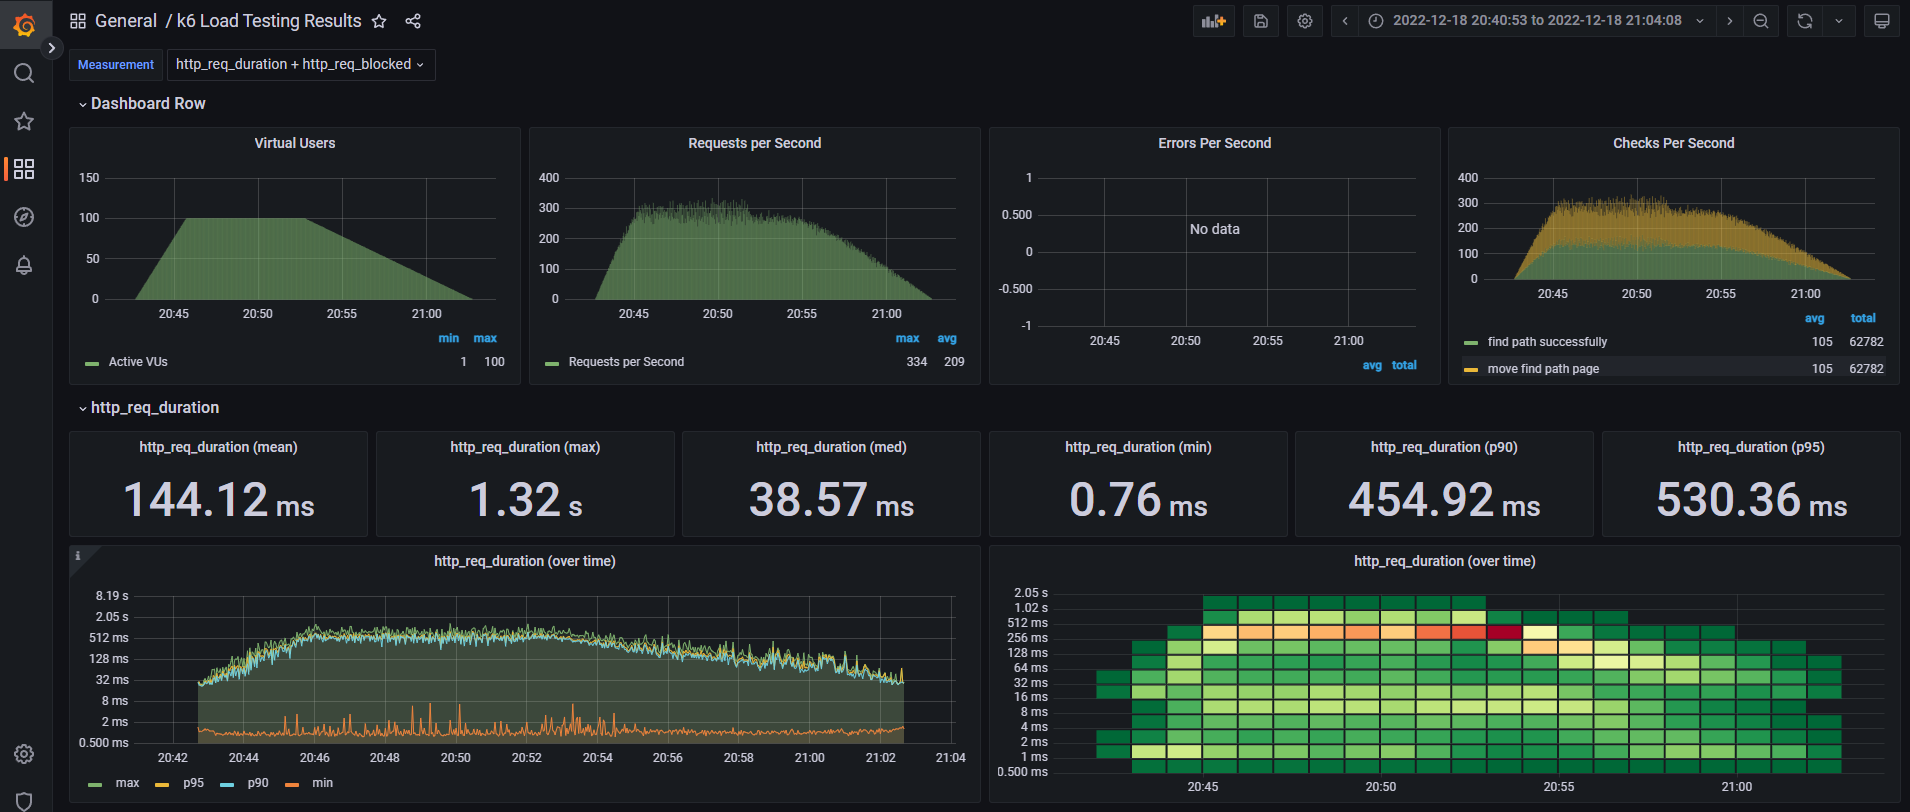 General / k6 Load Testing Results
2022-12-18 20:40:53 to 2022-12-18 21:04:08
Measurement http_req_duration + http_req_blocked
Dashboard Row
Virtual Users
150
100
50
0
20:45 20:50 20:55 21:00
min max
Active VUs 1 100
Requests per Second
400
300
200
100
0
20:45 20:50 20:55 21:00
max avg
Requests per Second 334 209
Errors Per Second
1
0.500
0
-0.500
-1
No data
20:45 20:50 20:55 21:00
avg total
Checks Per Second
400
300
200
100
0
20:45 20:50 20:55 21:00
avg total
find path successfully 105 62782
move find path page 105 62782
http_req_duration
http_req_duration (mean)
144.12 ms
http_req_duration (max)
1.32 s
http_req_duration (med)
38.57 ms
http_req_duration (min)
0.76 ms
http_req_duration (p90)
454.92 ms
http_req_duration (p95)
530.36 ms
i
http_req_duration (over time)
8.19 s
2.05 s
512 ms
128 ms
32 ms
8 ms
2 ms
0.500 ms
20:42 20:44 20:46 20:48 20:50 20:52 20:54 20:56 20:58 21:00 21:02 21:04
max p95 p90 min
http_req_duration (over time)
2.05 s
1.02 s
512 ms
256 ms
128 ms
64 ms
32 ms
16 ms
8 ms
4 ms
2 ms
1 ms
0.500 ms
20:45 20:50 20:55 21:00